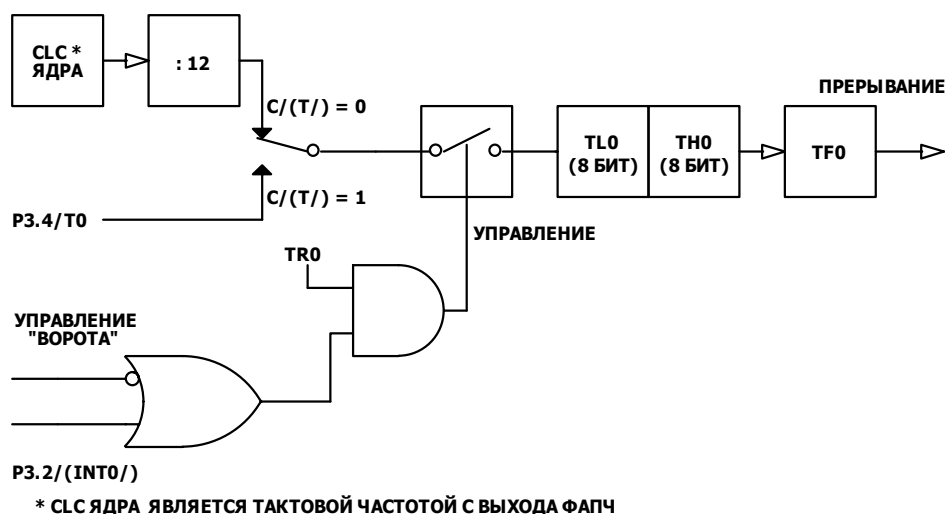 CLC *
ЯДРА
: 12
C/(T/) = 0
ПРЕРЫВАНИЕ
TL0
(8 БИТ)
TH0
(8 БИТ)
TF0
C/(T/) = 1
P3.4/T0
УПРАВЛЕНИЕ
TR0
УПРАВЛЕНИЕ
"ВОРОТА"
P3.2/(INT0/)
* CLC ЯДРА ЯВЛЯЕТСЯ ТАКТОВОЙ ЧАСТОТОЙ С ВЫХОДА ФАПЧ